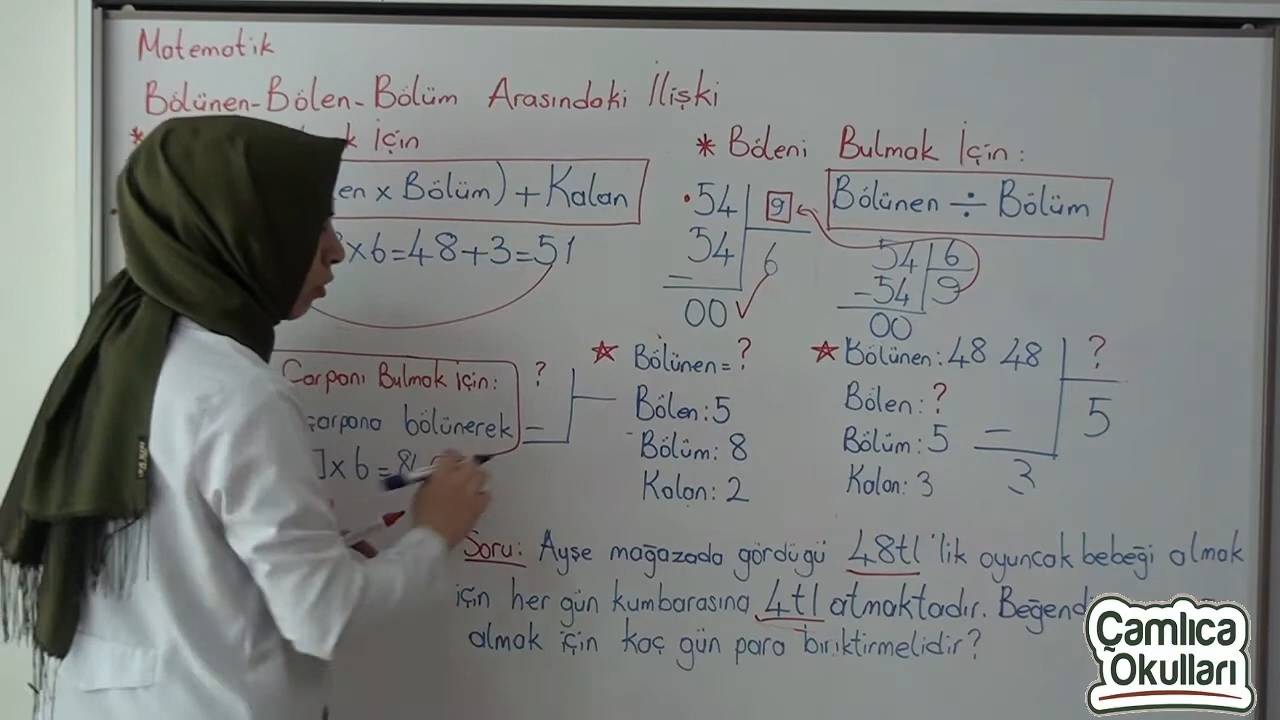 Matematik
Bölünen-Bölen-Bölüm Arasındaki İlişki
* k İçin
en x Bölüm) + Kalan
x6=48+3=51
* Böleni Bulmak İçin:
Bölünen ÷ Bölüm
54 9
54 6
- 00 ✓
54 6
-54 9
00
Çarpanı Bulmak için:
çarpana bölünerek
]x 6 = 84
?
-
☆ Bölünen = ?
Bölen: 5
Bölüm: 8
Kalan: 2
☆ Bölünen: 48
Bölen: ?
Bölüm: 5
Kalan: 3
48 ?
5
-
3
Soru: Ayşe mağazada gördüğü 48tl'lik oyuncak bebeği almak
için her gün kumbarasına 4tl atmaktadır.
almak için kaç gün para biriktirmelidir?
Çamlıca
Okulları